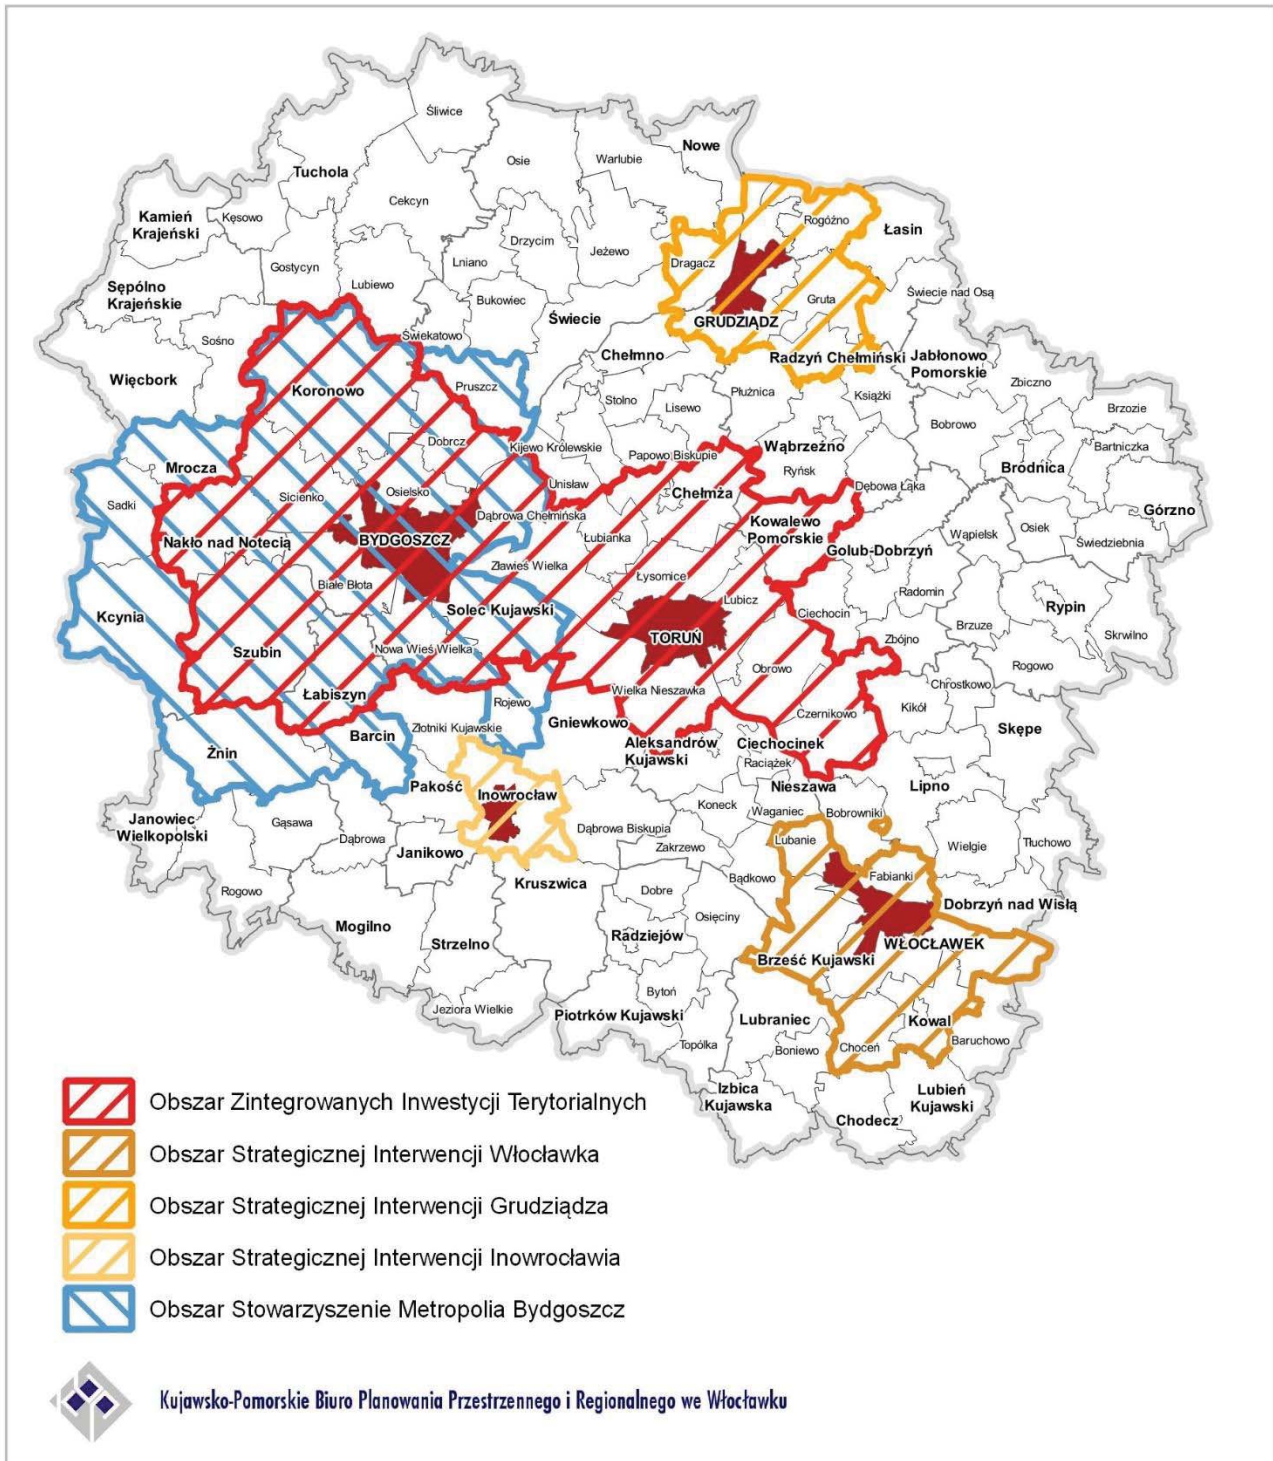 Śliwice
Nowe
Osie
Warlubie
Tuchola
Cekcyn
Kamień
Krajeński
Kęsowo
Rogóźno
Łasin
Drzycim
Jeżewo
Dragacz
Lniano
Gostycyn
Lubiewo
Sępólno
Krajeńskie
Bukowiec
Świecie nad Osą
Gruta
Świecie
GRUDZIĄDZ
Sośno
Świekatowo
Chełmno
Radzyń Chełmiński
Jabłonowo
Pomorskie
Więcbork
Koronowo
Pruszcz
Płużnica
Książki
Zbiczno
Stolno
Lisewo
Brzozie
Bobrowo
Dobrcz
Kijewo Królewskie
Wąbrzeźno
Bartniczka
Papowo Biskupie
Mrocza
Ryńsk
Brodnica
Unisław
Chełmża
Dębowa Łąka
Sicienko
Osielsko
Sadki
Dąbrowa Chełmińska
Kowalewo
Pomorskie
Górzno
Osiek
Wąpielsk
Nakło nad Notecią
BYDGOSZCZ
Łubianka
Golub-Dobrzyń
Świedziebnia
Zławieś Wielka
Łysomice
Białe Błota
Radomin
Lubicz
Rypin
Kcynia
Solec Kujawski
Ciechocin
TORUŃ
Brzuze
Skrwilno
Zbójno
Szubin
Nowa Wieś Wielka
Rogowo
Obrowo
Chrostkowo
Łabiszyn
Wielka Nieszawka
Rojewo
Kikół
Czernikowo
Gniewkowo
Złotniki Kujawskie
Skępe
Barcin
Aleksandrów
Kujawski
Ciechocinek
Żnin
Raciążek
Pakość
Nieszawa
Lipno
Inowrocław
Koneck
Waganiec
Bobrowniki
Janowiec
Wielkopolski
Gąsawa
Dąbrowa
Dąbrowa Biskupia
Lubanie
Tłuchowo
Zakrzewo
Wielgie
Janikowo
Bądkowo
Fabianki
Kruszwica
Rogowo
Dobre
Dobrzyń nad Wisłą
Osięciny
Mogilno
Radziejów
Strzelno
WŁOCŁAWEK
Brześć Kujawski
Bytoń
Jeziora Wielkie
Piotrków Kujawski
Lubraniec
Kowal
Topólka
Choceń
Baruchowo
Boniewo
Izbica
Kujawska
Lubień
Kujawski
Chodecz
Obszar Zintegrowanych Inwestycji Terytorialnych
Obszar Strategicznej Interwencji Włocławka
Obszar Strategicznej Interwencji Grudziądza
Obszar Strategicznej Interwencji Inowrocławia
Obszar Stowarzyszenie Metropolia Bydgoszcz
Kujawsko-Pomorskie Biuro Planowania Przestrzennego i Regionalnego we Włocławku